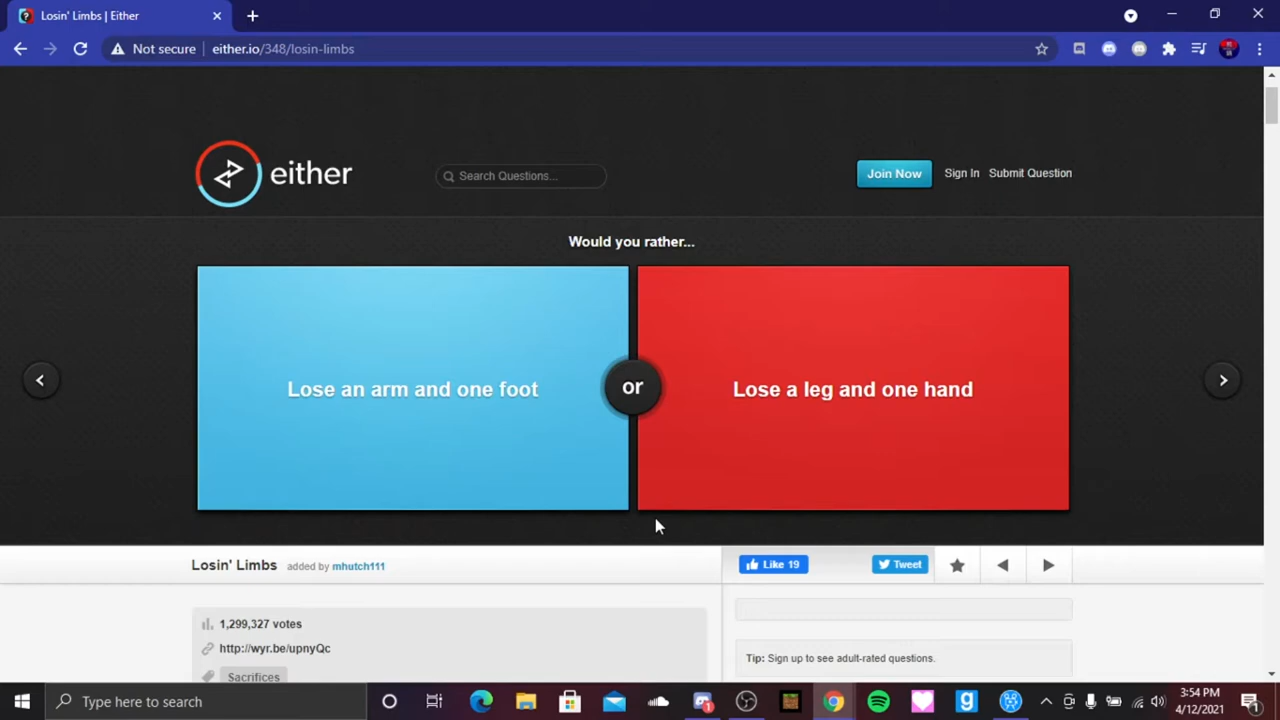 Losin' Limbs | Either
Not secure
either.io/348/losin-limbs
either
Search Questions...
Join Now
Sign In
Submit Question
Would you rather...
Lose an arm and one foot
or
Lose a leg and one hand
Losin' Limbs
added by mhutch111
Like 19
Tweet
1,299,327 votes
http://wyr.be/upnyQc
Sacrifices
Tip: Sign up to see adult-rated questions.
Type here to search
1
g
3:54 PM
4/12/2021
1